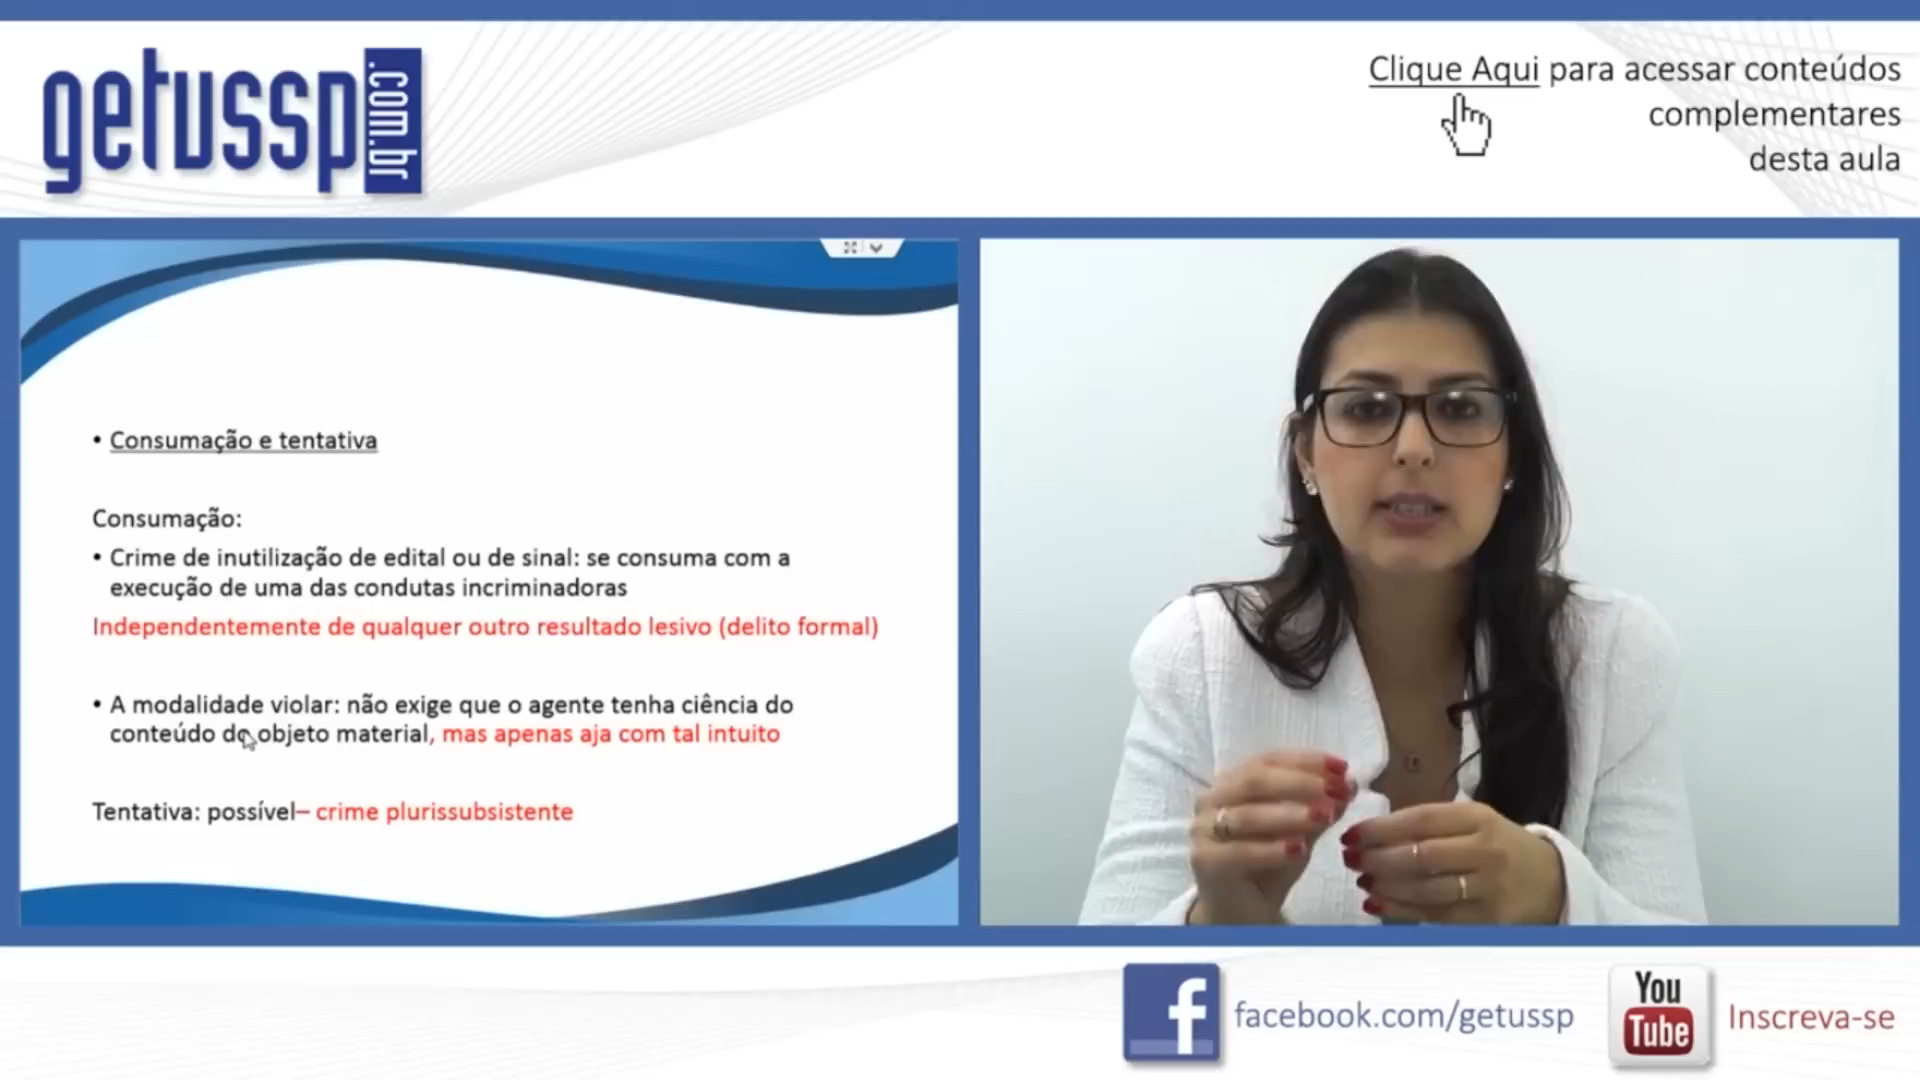 getussp.com.br
Clique Aqui para acessar conteúdos
complementares
desta aula
• Consumação e tentativa
Consumação:
• Crime de inutilização de edital ou de sinal: se consuma com a
execução de uma das condutas incriminadoras
Independentemente de qualquer outro resultado lesivo (delito formal)
• A modalidade violar: não exige que o agente tenha ciência do
conteúdo do objeto material, mas apenas aja com tal intuito
Tentativa: possível– crime plurissubsistente
f facebook.com/getussp
You
Tube
Inscreva-se